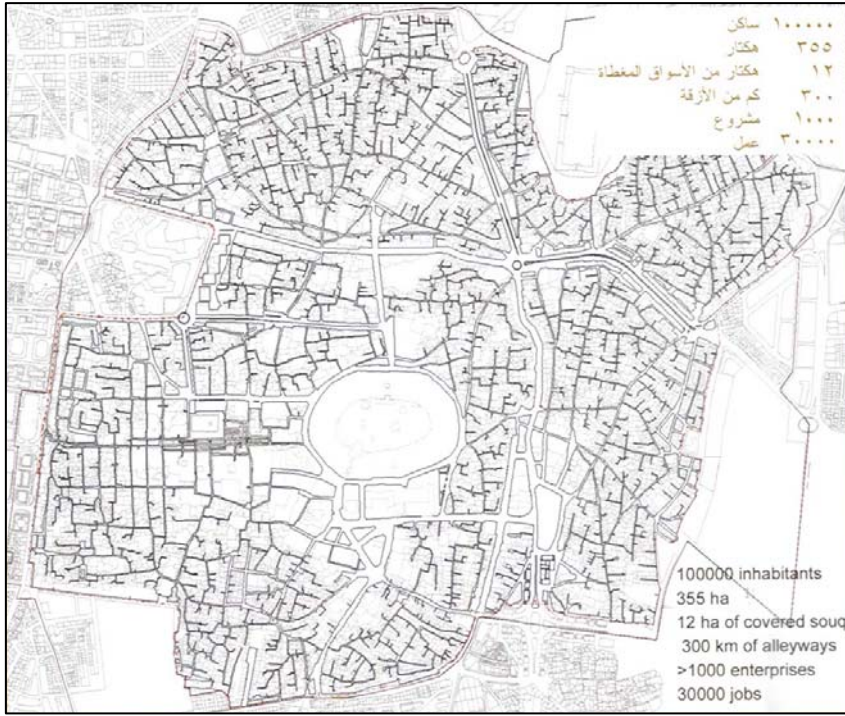 ١٠٠٠٠٠ ساكن
٣٥٥ هكتار
١٢ هكتار من الأسواق المغطاة
٣٠٠ كم من الأزقة
١٠٠٠ مشروع
٣٠٠٠٠ عمل
100000 inhabitants
355 ha
12 ha of covered souq
300 km of alleyways
>1000 enterprises
30000 jobs